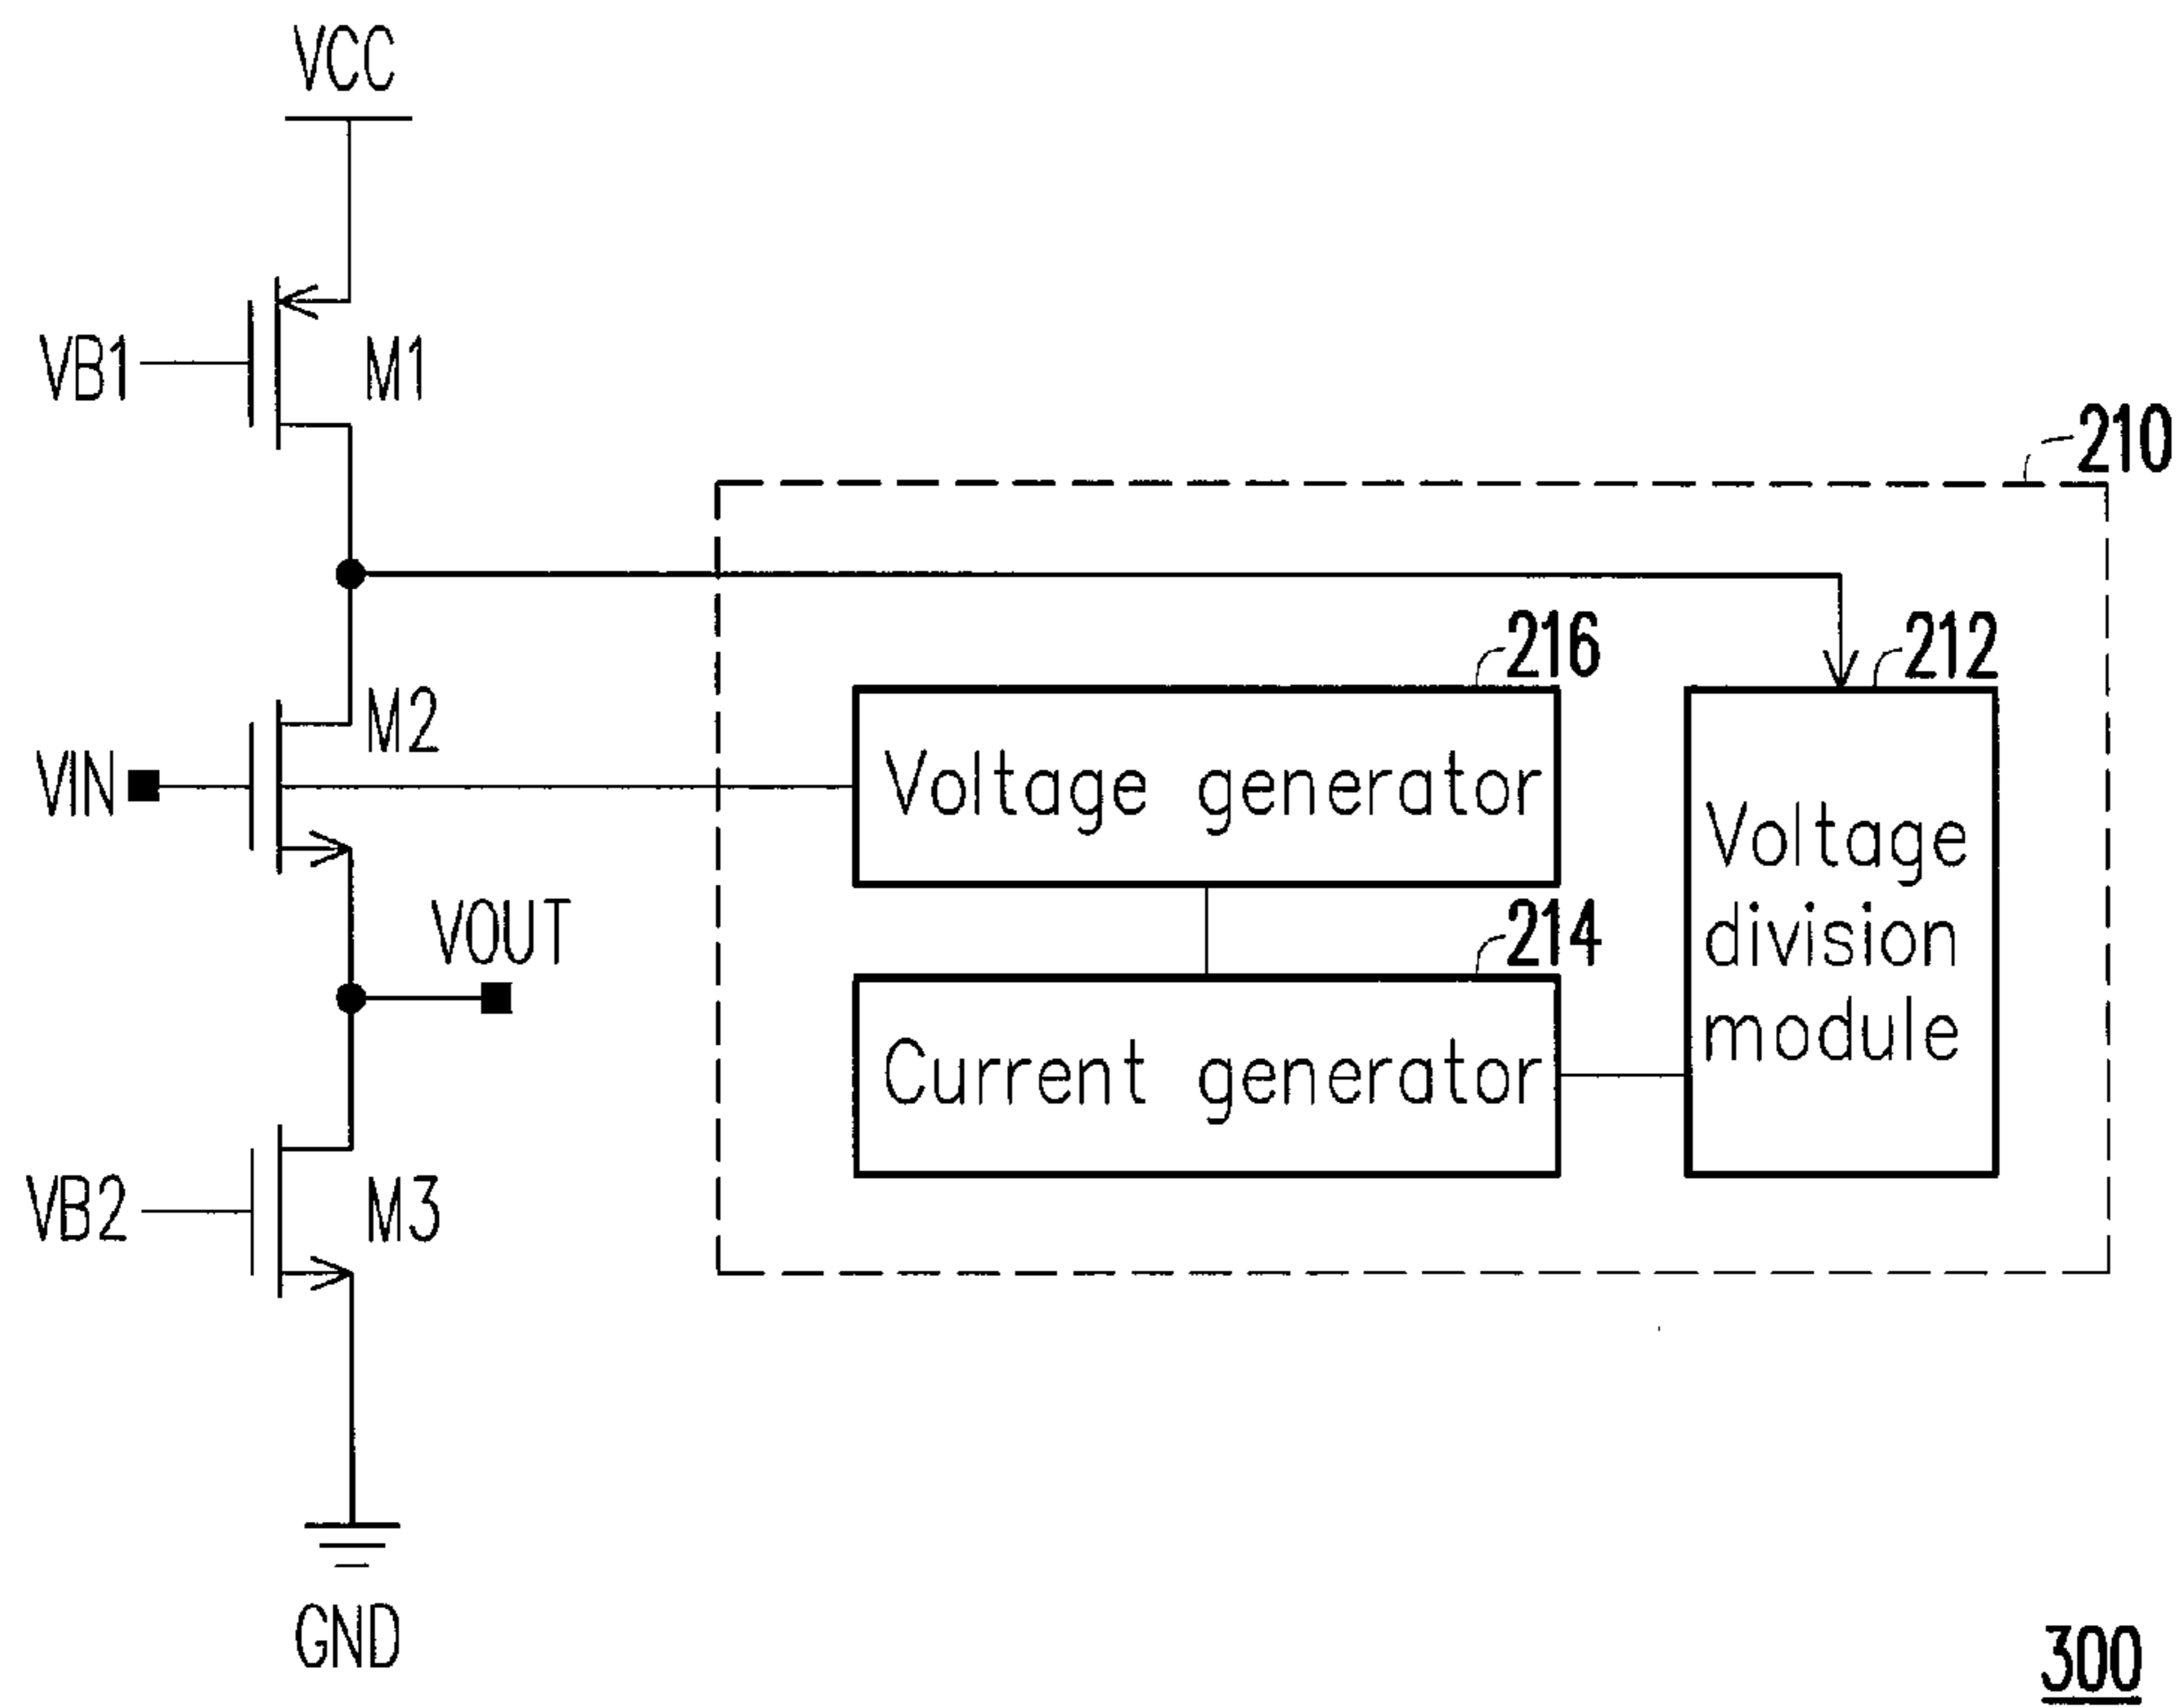 VCC
VB1
M1
210
216
212
M2
VIN
Voltage generator
Voltage
division
module
VOUT
214
Current generator
VB2
M3
GND
300